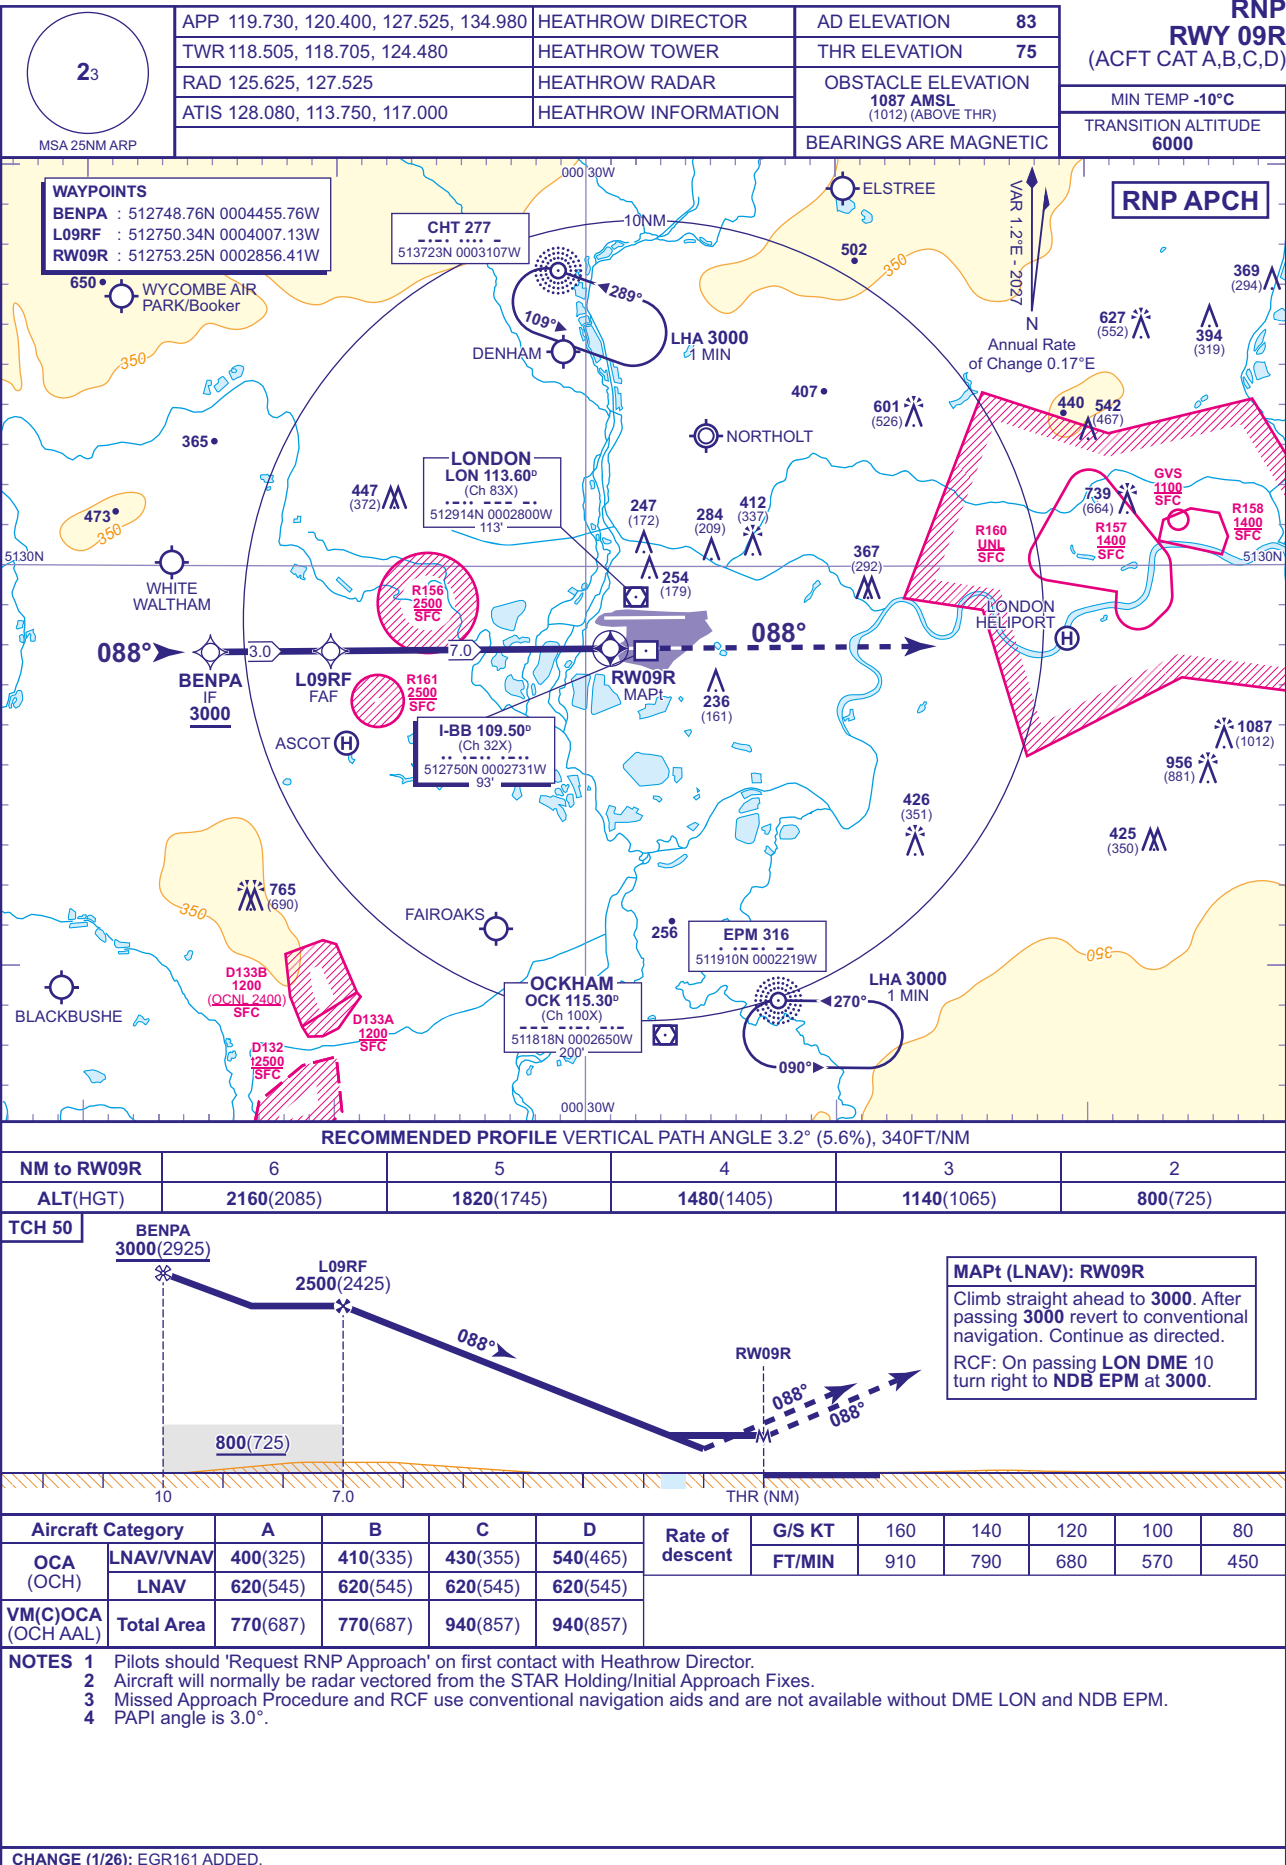 RNP
RWY 09R
(ACFT CAT A,B,C,D)
MIN TEMP -10°C
TRANSITION ALTITUDE
6000
23
MSA 25NM ARP
APP 119.730, 120.400, 127.525, 134.980 HEATHROW DIRECTOR
TWR 118.505, 118.705, 124.480 HEATHROW TOWER
RAD 125.625, 127.525 HEATHROW RADAR
ATIS 128.080, 113.750, 117.000 HEATHROW INFORMATION
AD ELEVATION 83
THR ELEVATION 75
OBSTACLE ELEVATION
1087 AMSL
(1012) (ABOVE THR)
BEARINGS ARE MAGNETIC
WAYPOINTS
BENPA : 512748.76N 0004455.76W
L09RF : 512750.34N 0004007.13W
RW09R : 512753.25N 0002856.41W
000 30W
10NM
ELSTREE
VAR 1.2°E - 2027
N
Annual Rate
of Change 0.17°E
RNP APCH
CHT 277
513723N 0003107W
289°
109°
LHA 3000
1 MIN
DENHAM
650
WYCOMBE AIR
PARK/Booker
350
502
350
369
(294)
627
(552)
394
(319)
407
601
(526)
440
542
(467)
NORTHOLT
365
473
350
447
(372)
LONDON
LON 113.60D
(Ch 83X)
512914N 0002800W
113'
247
(172)
284
(209)
412
(337)
254
(179)
367
(292)
739
(664)
GVS
1100
SFC
R157
1400
SFC
R158
1400
SFC
R160
UNL
SFC
5130N
5130N
WHITE
WALTHAM
R156
2500
SFC
LONDON
HELIPORT
H
088°
3.0
7.0
088°
BENPA
IF
3000
L09RF
FAF
RW09R
MAPt
R161
2500
SFC
236
(161)
ASCOT H
I-BB 109.50D
(Ch 32X)
512750N 0002731W
93'
1087
(1012)
956
(881)
426
(351)
425
(350)
765
(690)
350
FAIROAKS
256
EPM 316
511910N 0002219W
350
LHA 3000
1 MIN
270°
090°
D133B
1200
(OCNL 2400)
SFC
D133A
1200
SFC
D132
12500
SFC
BLACKBUSHE
OCKHAM
OCK 115.30D
(Ch 100X)
511818N 0002650W
200'
000 30W
RECOMMENDED PROFILE VERTICAL PATH ANGLE 3.2° (5.6%), 340FT/NM
NM to RW09R 6 5 4 3 2
ALT(HGT) 2160(2085) 1820(1745) 1480(1405) 1140(1065) 800(725)
TCH 50
BENPA
3000(2925)
L09RF
2500(2425)
088°
RW09R
088°
088°
800(725)
10 7.0 THR (NM)
MAPt (LNAV): RW09R
Climb straight ahead to 3000. After
passing 3000 revert to conventional
navigation. Continue as directed.
RCF: On passing LON DME 10
turn right to NDB EPM at 3000.
Aircraft Category A B C D
OCA
(OCH)
LNAV/VNAV 400(325) 410(335) 430(355) 540(465)
LNAV 620(545) 620(545) 620(545) 620(545)
VM(C)OCA
(OCH AAL)
Total Area 770(687) 770(687) 940(857) 940(857)
Rate of
descent
G/S KT 160 140 120 100 80
FT/MIN 910 790 680 570 450
NOTES 1 Pilots should 'Request RNP Approach' on first contact with Heathrow Director.
2 Aircraft will normally be radar vectored from the STAR Holding/Initial Approach Fixes.
3 Missed Approach Procedure and RCF use conventional navigation aids and are not available without DME LON and NDB EPM.
4 PAPI angle is 3.0°.
CHANGE (1/26): EGR161 ADDED.